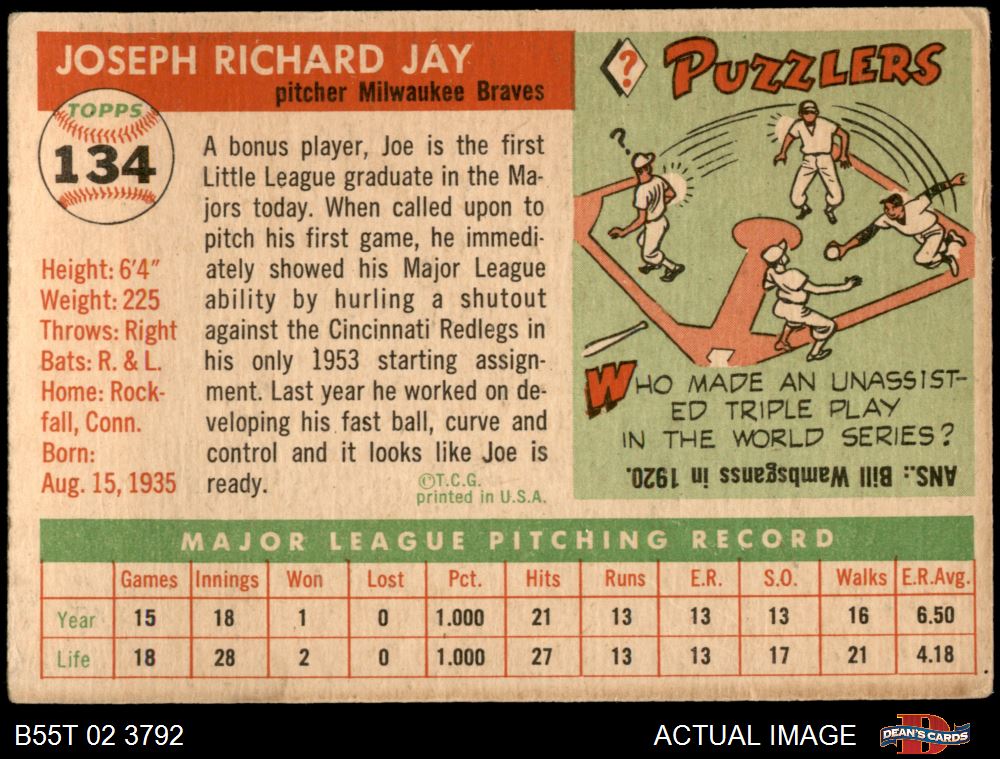 JOSEPH RICHARD JAY
pitcher Milwaukee Braves
TOPPS
134
Height: 6'4"
Weight: 225
Throws: Right
Bats: R. & L.
Home: Rock-
fall, Conn.
Born:
Aug. 15, 1935
A bonus player, Joe is the first
Little League graduate in the Ma-
jors today. When called upon to
pitch his first game, he immedi-
ately showed his Major League
ability by hurling a shutout
against the Cincinnati Redlegs in
his only 1953 starting assign-
ment. Last year he worked on de-
veloping his fast ball, curve and
control and it looks like Joe is
ready.
©T.C.G.
printed in U.S.A.
?
PUZZLERS
?
WHO MADE AN UNASSIST-
ED TRIPLE PLAY
IN THE WORLD SERIES?
ANS.: Bill Wambsganss in 1920.
MAJOR LEAGUE PITCHING RECORD
Games Innings Won Lost Pct. Hits Runs E.R. S.O. Walks E.R.Avg.
Year 15 18 1 0 1.000 21 13 13 13 16 6.50
Life 18 28 2 0 1.000 27 13 13 17 21 4.18
B55T 02 3792
ACTUAL IMAGE
D
DEAN'S CARDS